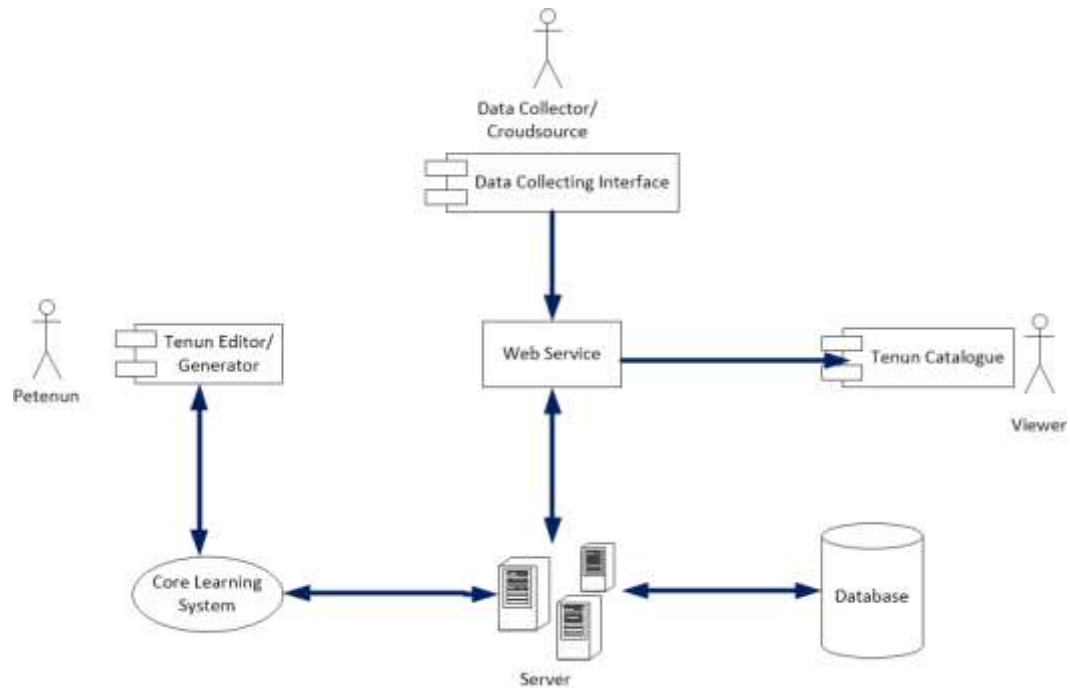 Data Collector/
Croudsource
Data Collecting Interface
Petenun
Tenun Editor/
Generator
Web Service
Tenun Catalogue
Viewer
Core Learning
System
Server
Database